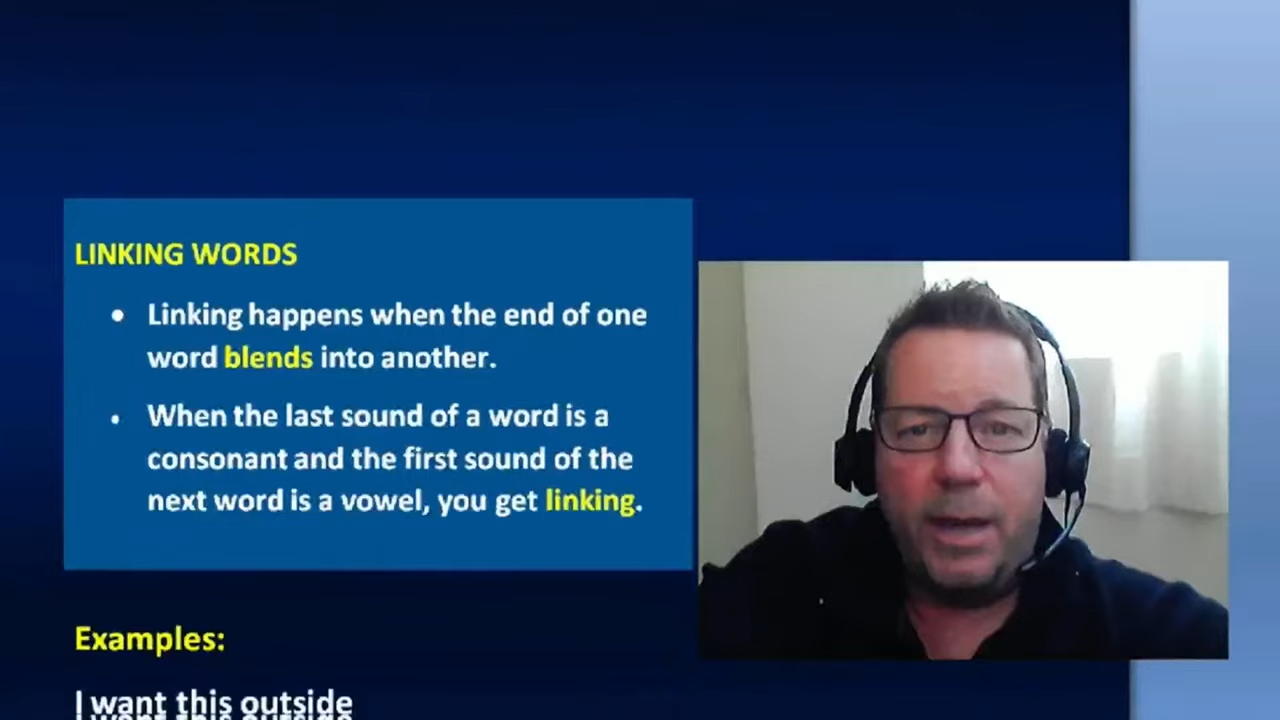 LINKING WORDS
• Linking happens when the end of one
word blends into another.
• When the last sound of a word is a
consonant and the first sound of the
next word is a vowel, you get linking.
Examples:
I want this outside